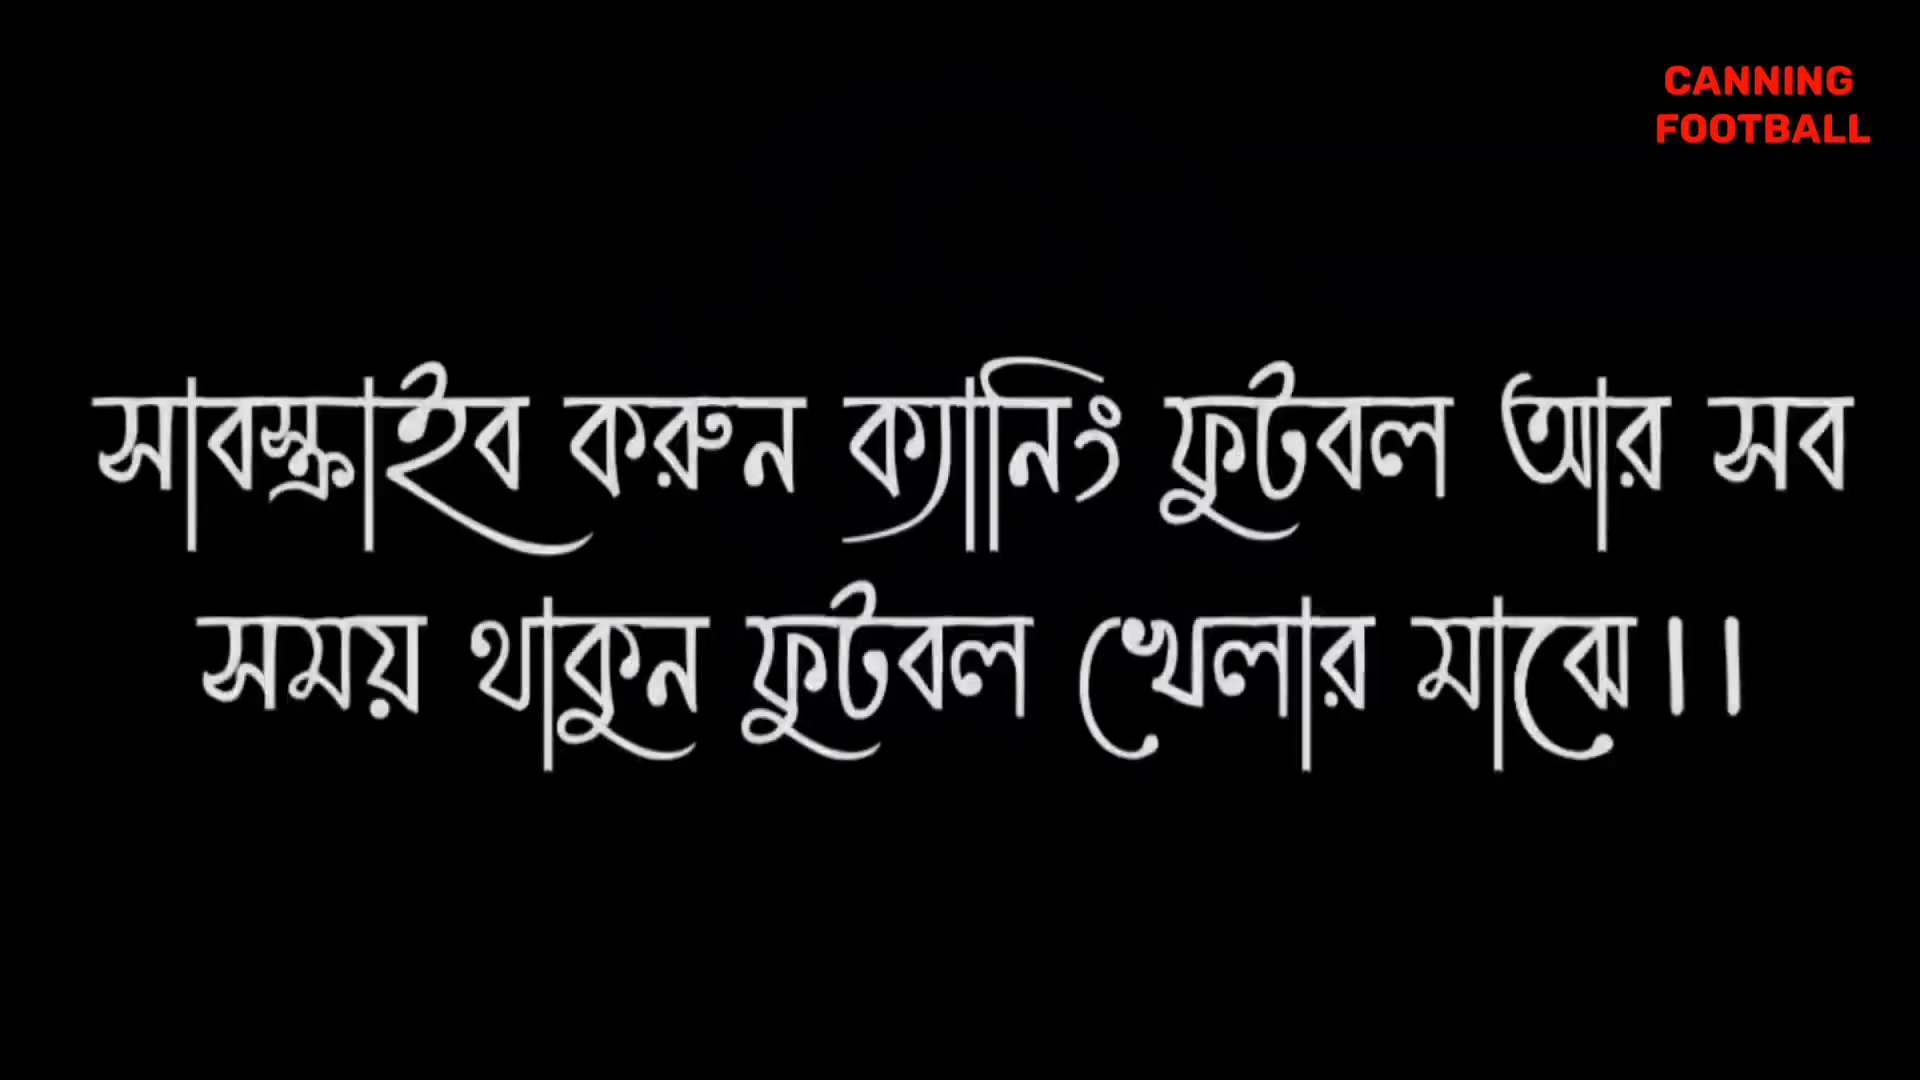 CANNING
FOOTBALL
সাবস্ক্রাইব করুন ক্যানিং ফুটবল আর সব
সময় থাকুন ফুটবল খেলার মাঝে।।